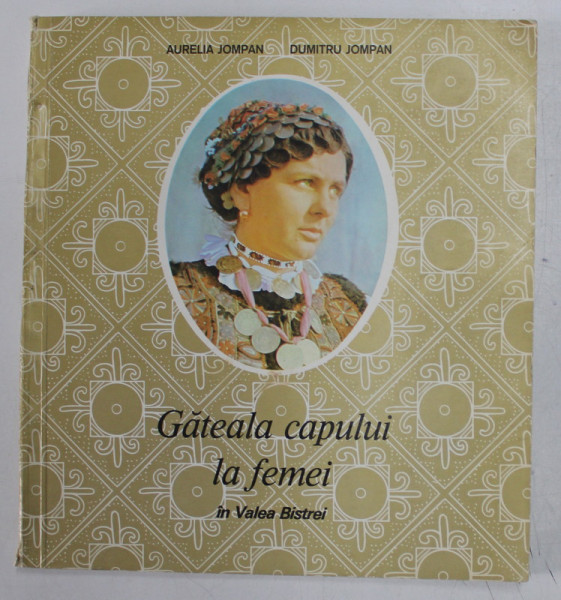 AURELIA JOMPAN DUMITRU JOMPAN
Găteala capului
la femei
în Valea Bistrei